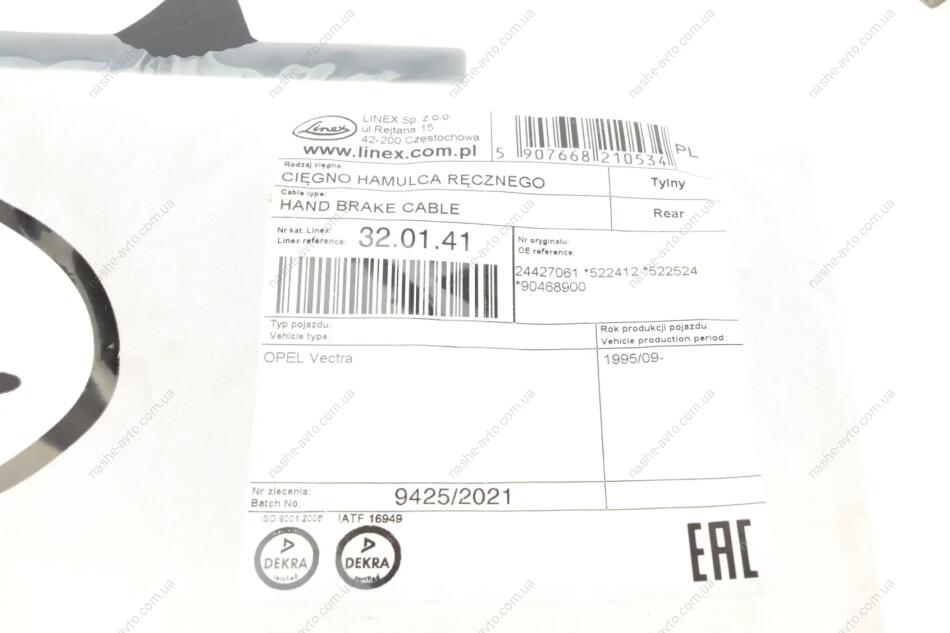 Linex
LINEX Sp. z o.o.
ul.Rejtana 15
42-200 Częstochowa
www.linex.com.pl
5 907668 210534
PL
Rodzaj cięgna:
CIĘGNO HAMULCA RĘCZNEGO
Tylny
Cable type:
HAND BRAKE CABLE
Rear
Nr kat. Linex:
Linex reference:
32.01.41
Nr oryginału:
OE reference:
24427061 *522412 *522524
*90468900
Typ pojazdu:
Vehicle type:
Rok produkcji pojazdu:
Vehicle production period:
OPEL Vectra
1995/09-
Nr zlecenia:
Batch No:
9425/2021
ISO 9001:2008
IATF 16949
DEKRA
certified
DEKRA
certified
EAC
nashe-avto.com.ua